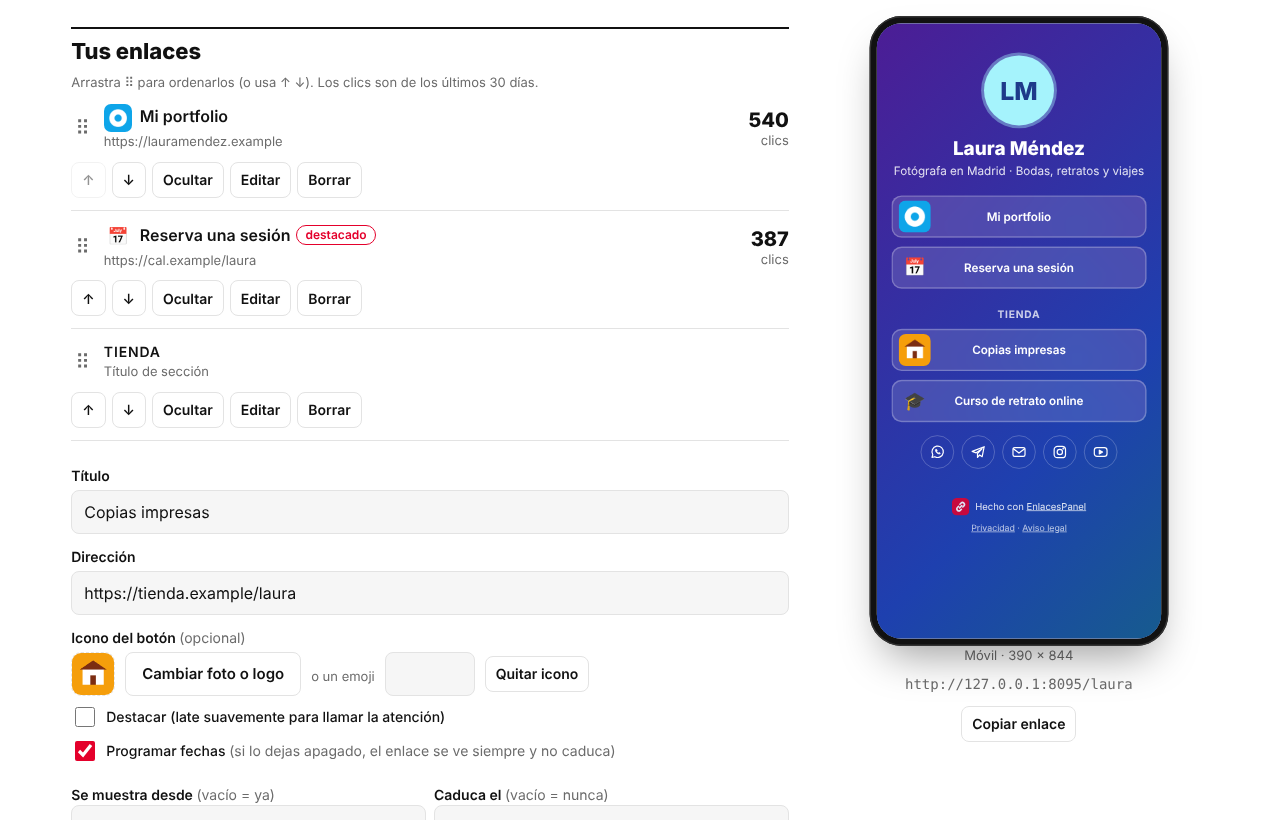 Tus enlaces
Arrastra ⠿ para ordenarlos (o usa ↑ ↓). Los clics son de los últimos 30 días.
Mi portfolio
https://lauramendez.example
540
clics
↑ ↓ Ocultar Editar Borrar
Reserva una sesión destacado
https://cal.example/laura
387
clics
↑ ↓ Ocultar Editar Borrar
TIENDA
Título de sección
↑ ↓ Ocultar Editar Borrar
Título
Copias impresas
Dirección
https://tienda.example/laura
Icono del botón (opcional)
Cambiar foto o logo o un emoji Quitar icono
Destacar (late suavemente para llamar la atención)
Programar fechas (si lo dejas apagado, el enlace se ve siempre y no caduca)
Se muestra desde (vacío = ya) Caduca el (vacío = nunca)
LM
Laura Méndez
Fotógrafa en Madrid · Bodas, retratos y viajes
Mi portfolio
Reserva una sesión
TIENDA
Copias impresas
Curso de retrato online
Hecho con EnlacesPanel
Privacidad · Aviso legal
Móvil · 390 × 844
http://127.0.0.1:8095/laura
Copiar enlace